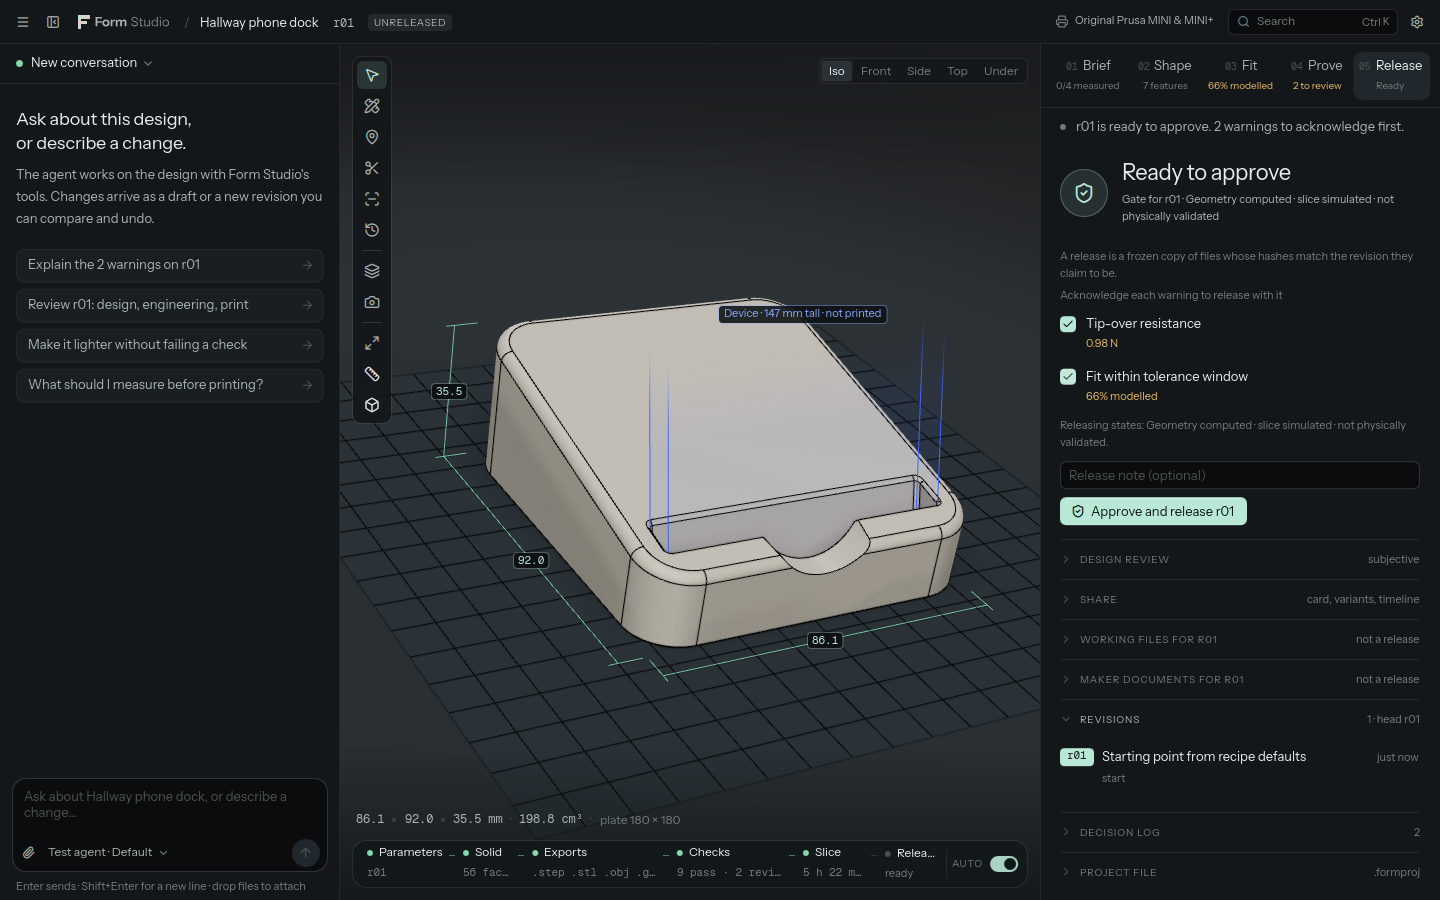 Form Studio / Hallway phone dock r01 UNRELEASED
Original Prusa MINI & MINI+
Search Ctrl K
New conversation
Ask about this design,
or describe a change.
The agent works on the design with Form Studio's
tools. Changes arrive as a draft or a new revision you
can compare and undo.
Explain the 2 warnings on r01
Review r01: design, engineering, print
Make it lighter without failing a check
What should I measure before printing?
Ask about Hallway phone dock, or describe a
change...
Test agent · Default
Enter sends · Shift+Enter for a new line · drop files to attach
Iso Front Side Top Under
Device · 147 mm tall · not printed
35.5
92.0
86.1
86.1 × 92.0 × 35.5 mm · 198.8 cm³ · plate 180 × 180
Parameters – Solid – Exports – Checks – Slice – Relea...
r01 56 fac... .step .stl .obj .g... 9 pass · 2 revi... 5 h 22 m... ready
AUTO
01 Brief 02 Shape 03 Fit 04 Prove 05 Release
0/4 measured 7 features 66% modelled 2 to review Ready
r01 is ready to approve. 2 warnings to acknowledge first.
Ready to approve
Gate for r01 · Geometry computed · slice simulated · not
physically validated
A release is a frozen copy of files whose hashes match the revision they
claim to be.
Acknowledge each warning to release with it
Tip-over resistance
0.98 N
Fit within tolerance window
66% modelled
Releasing states: Geometry computed · slice simulated · not physically
validated.
Release note (optional)
Approve and release r01
DESIGN REVIEW subjective
SHARE card, variants, timeline
WORKING FILES FOR R01 not a release
MAKER DOCUMENTS FOR R01 not a release
REVISIONS 1 · head r01
r01 Starting point from recipe defaults just now
start
DECISION LOG 2
PROJECT FILE .formproj